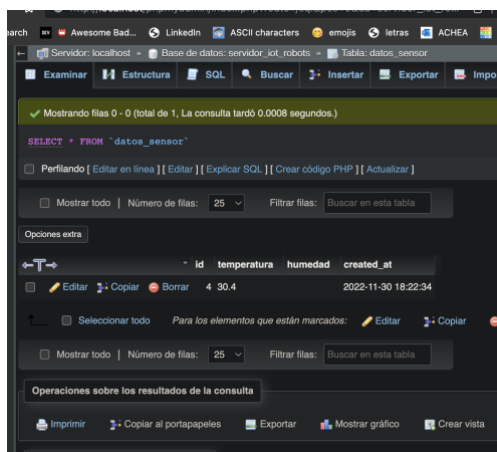 arch DEV Awesome Bad... LinkedIn ASCII characters emojis letras ACHEA
Servidor: localhost » Base de datos: servidor_iot_robots » Tabla: datos_sensor
Examinar Estructura SQL Buscar Insertar Exportar Impo
Mostrando filas 0 - 0 (total de 1, La consulta tardó 0.0008 segundos.)
SELECT * FROM `datos_sensor`
Perfilando [ Editar en línea ] [ Editar ] [ Explicar SQL ] [ Crear código PHP ] [ Actualizar ]
Mostrar todo | Número de filas: 25 Filtrar filas: Buscar en esta tabla
Opciones extra
id temperatura humedad created_at
Editar Copiar Borrar 4 30.4 2022-11-30 18:22:34
Seleccionar todo Para los elementos que están marcados: Editar Copiar
Mostrar todo | Número de filas: 25 Filtrar filas: Buscar en esta tabla
Operaciones sobre los resultados de la consulta
Imprimir Copiar al portapapeles Exportar Mostrar gráfico Crear vista